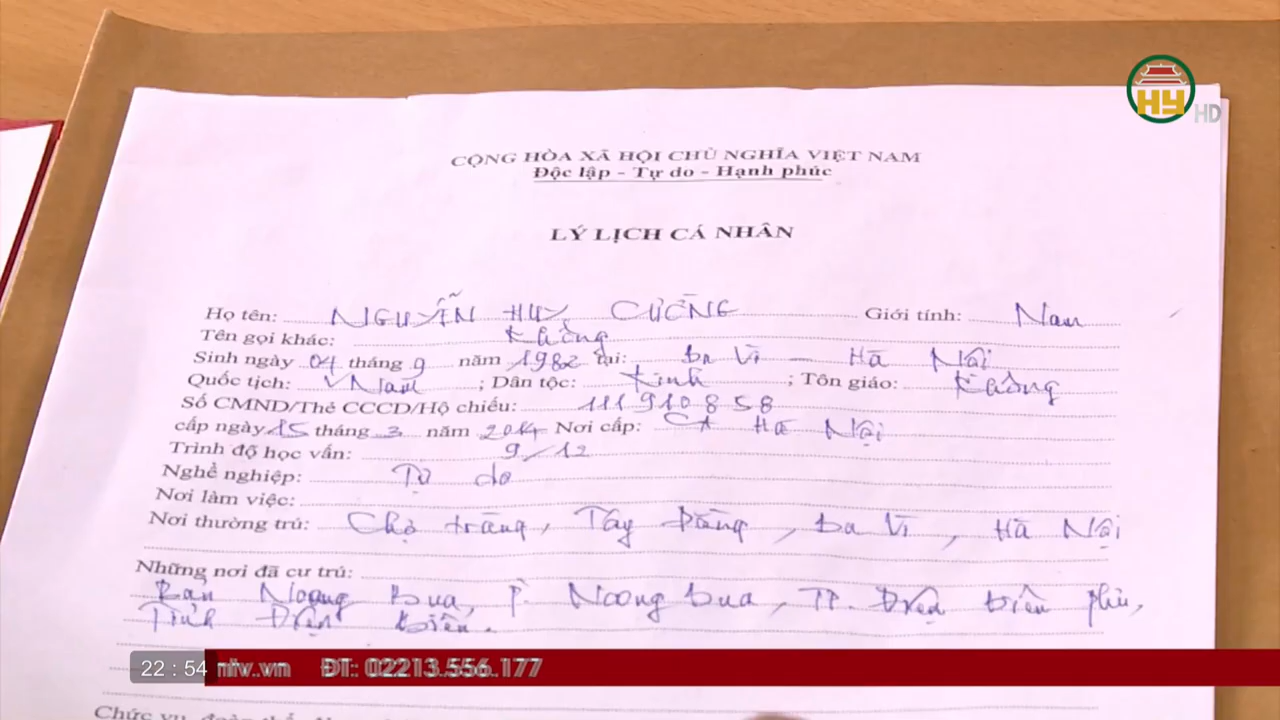 HY HD
CỘNG HÒA XÃ HỘI CHỦ NGHĨA VIỆT NAM
Độc lập - Tự do - Hạnh phúc
LÝ LỊCH CÁ NHÂN
Họ tên: NGUYỄN HUY CƯỜNG Giới tính: Nam
Tên gọi khác: Không
Sinh ngày 04 tháng 9 năm 1982 tại: Ba Vì - Hà Nội
Quốc tịch: V Nam ; Dân tộc: Kinh ; Tôn giáo: Không
Số CMND/Thẻ CCCD/Hộ chiếu: 111910858
cấp ngày 15 tháng 3 năm 2014 Nơi cấp: CA Hà Nội
Trình độ học vấn: 9/12
Nghề nghiệp: Tự do
Nơi làm việc:
Nơi thường trú: Tây Đằng, Ba Vì, Hà Nội
Những nơi đã cư trú:
Bản Noong Bua, P. Noong Bua, TP. Điện Biên Phủ,
Tỉnh Điện Biên.
22 : 54 ntv.vn ĐT: 02213.556.177